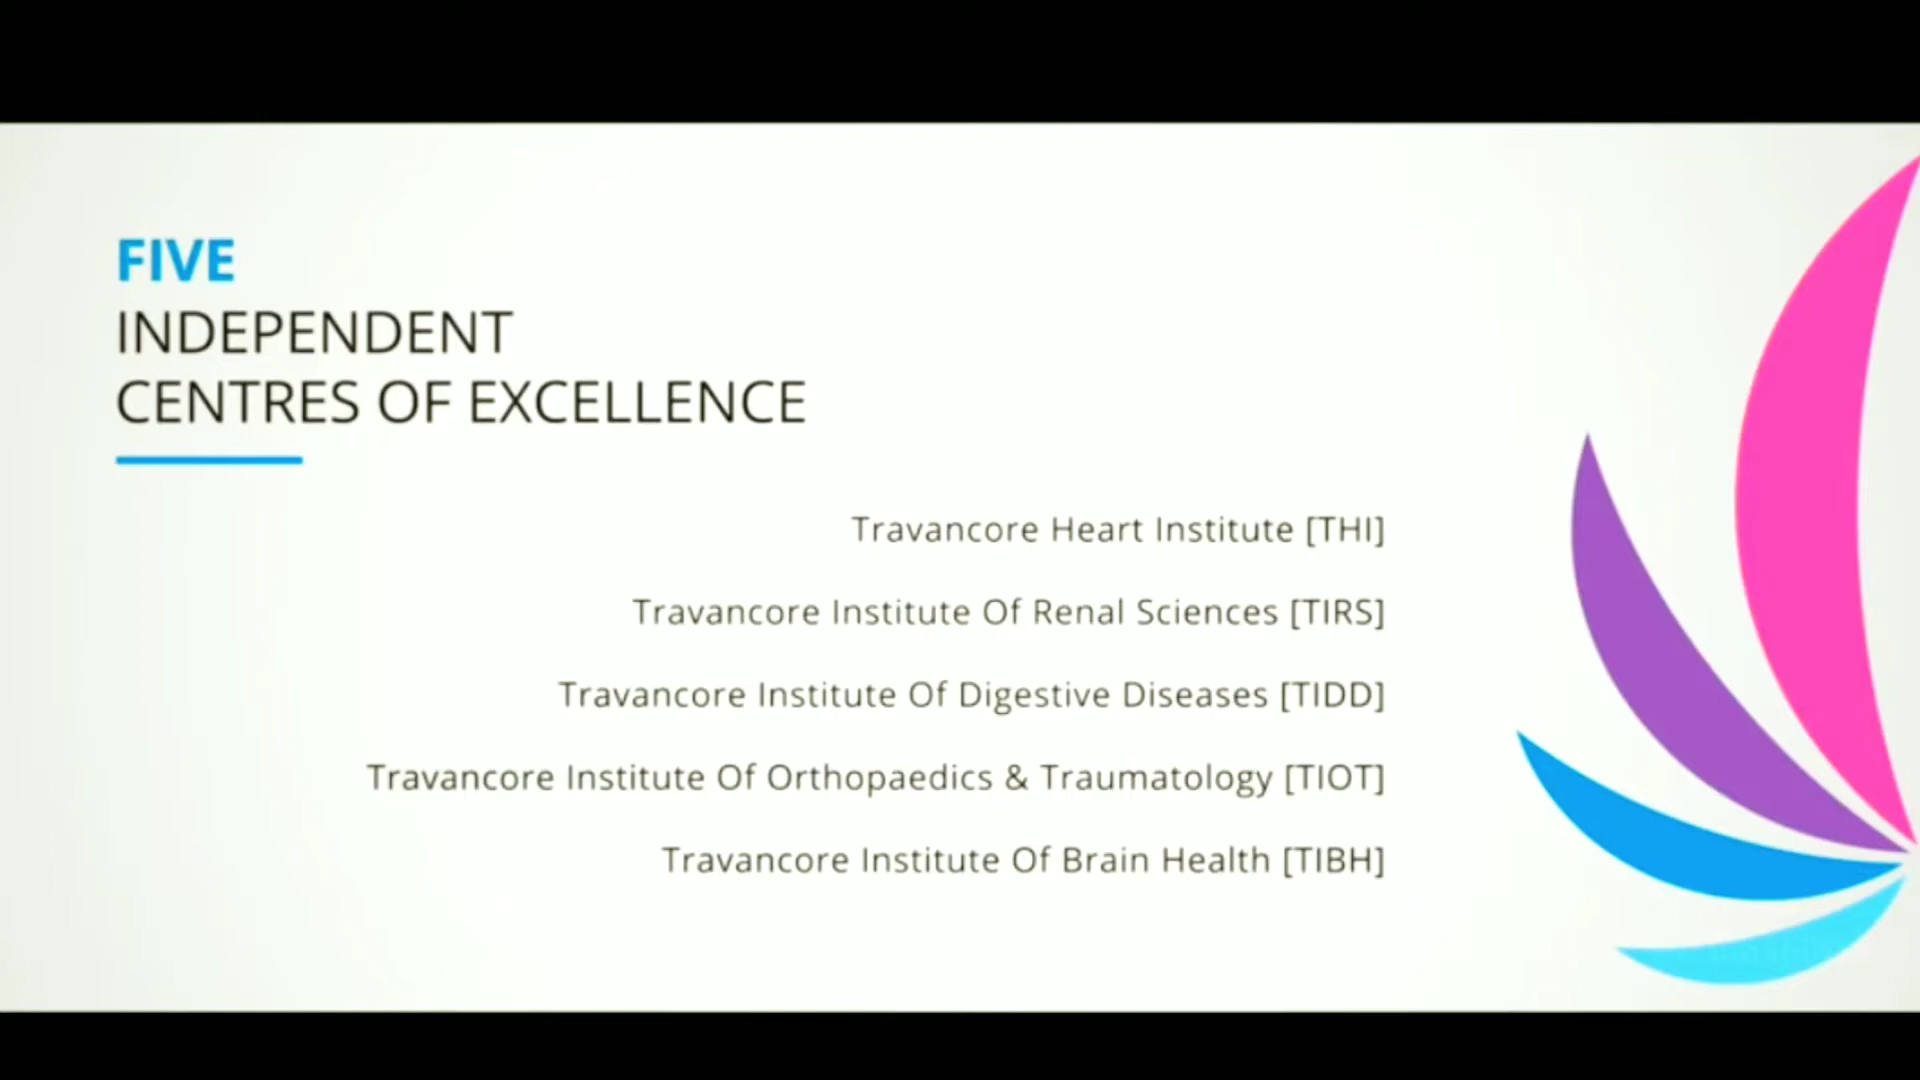 FIVE
INDEPENDENT
CENTRES OF EXCELLENCE
Travancore Heart Institute [THI]
Travancore Institute Of Renal Sciences [TIRS]
Travancore Institute Of Digestive Diseases [TIDD]
Travancore Institute Of Orthopaedics & Traumatology [TIOT]
Travancore Institute Of Brain Health [TIBH]